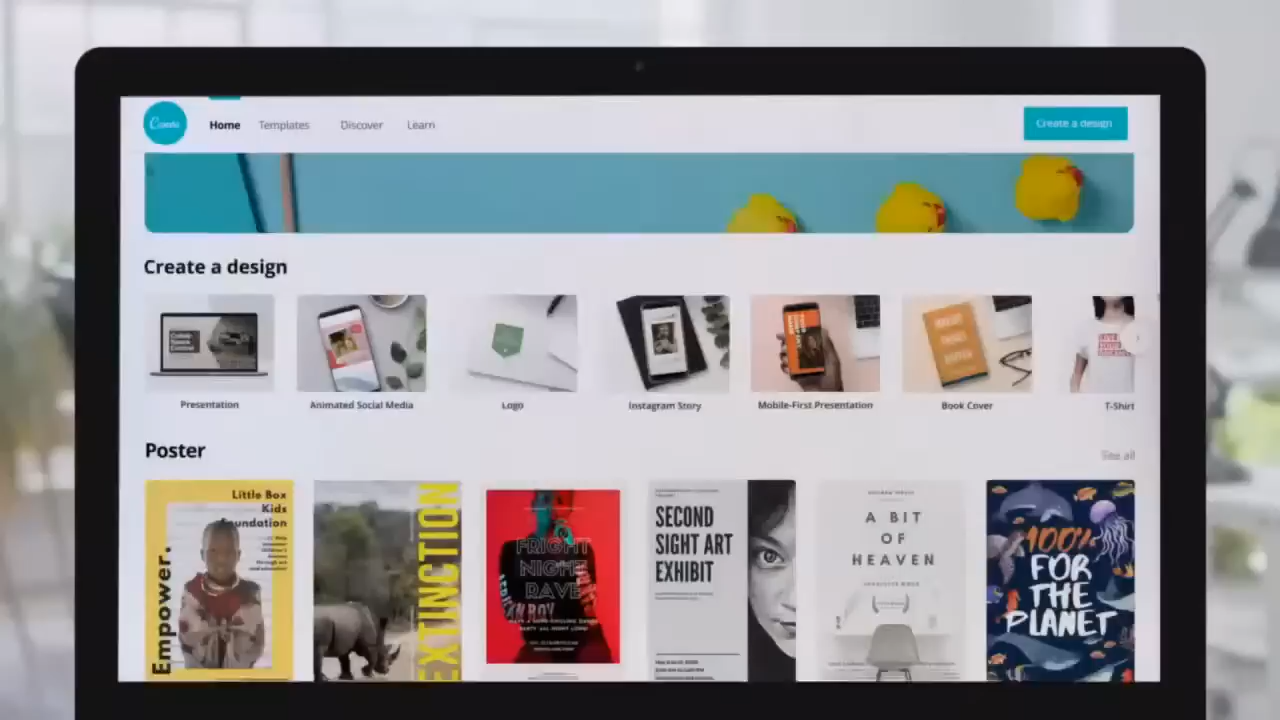 Canva
Home
Templates
Discover
Learn
Create a design
Create a design
Presentation
Animated Social Media
Logo
Instagram Story
Mobile-First Presentation
Book Cover
T-Shirt
Poster
See all
Little Box
Kids
Foundation
Empower.
EXTINCTION
FRIGHT
NIGHT
RAVE
SECOND
SIGHT ART
EXHIBIT
A BIT
OF
HEAVEN
100%
FOR
THE
PLANET